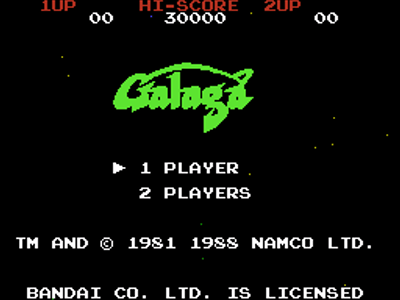 1UP HI-SCORE 2UP
00 30000 00
Galaga
▶ 1 PLAYER
2 PLAYERS
TM AND © 1981 1988 NAMCO LTD.
BANDAI CO. LTD. IS LICENSED